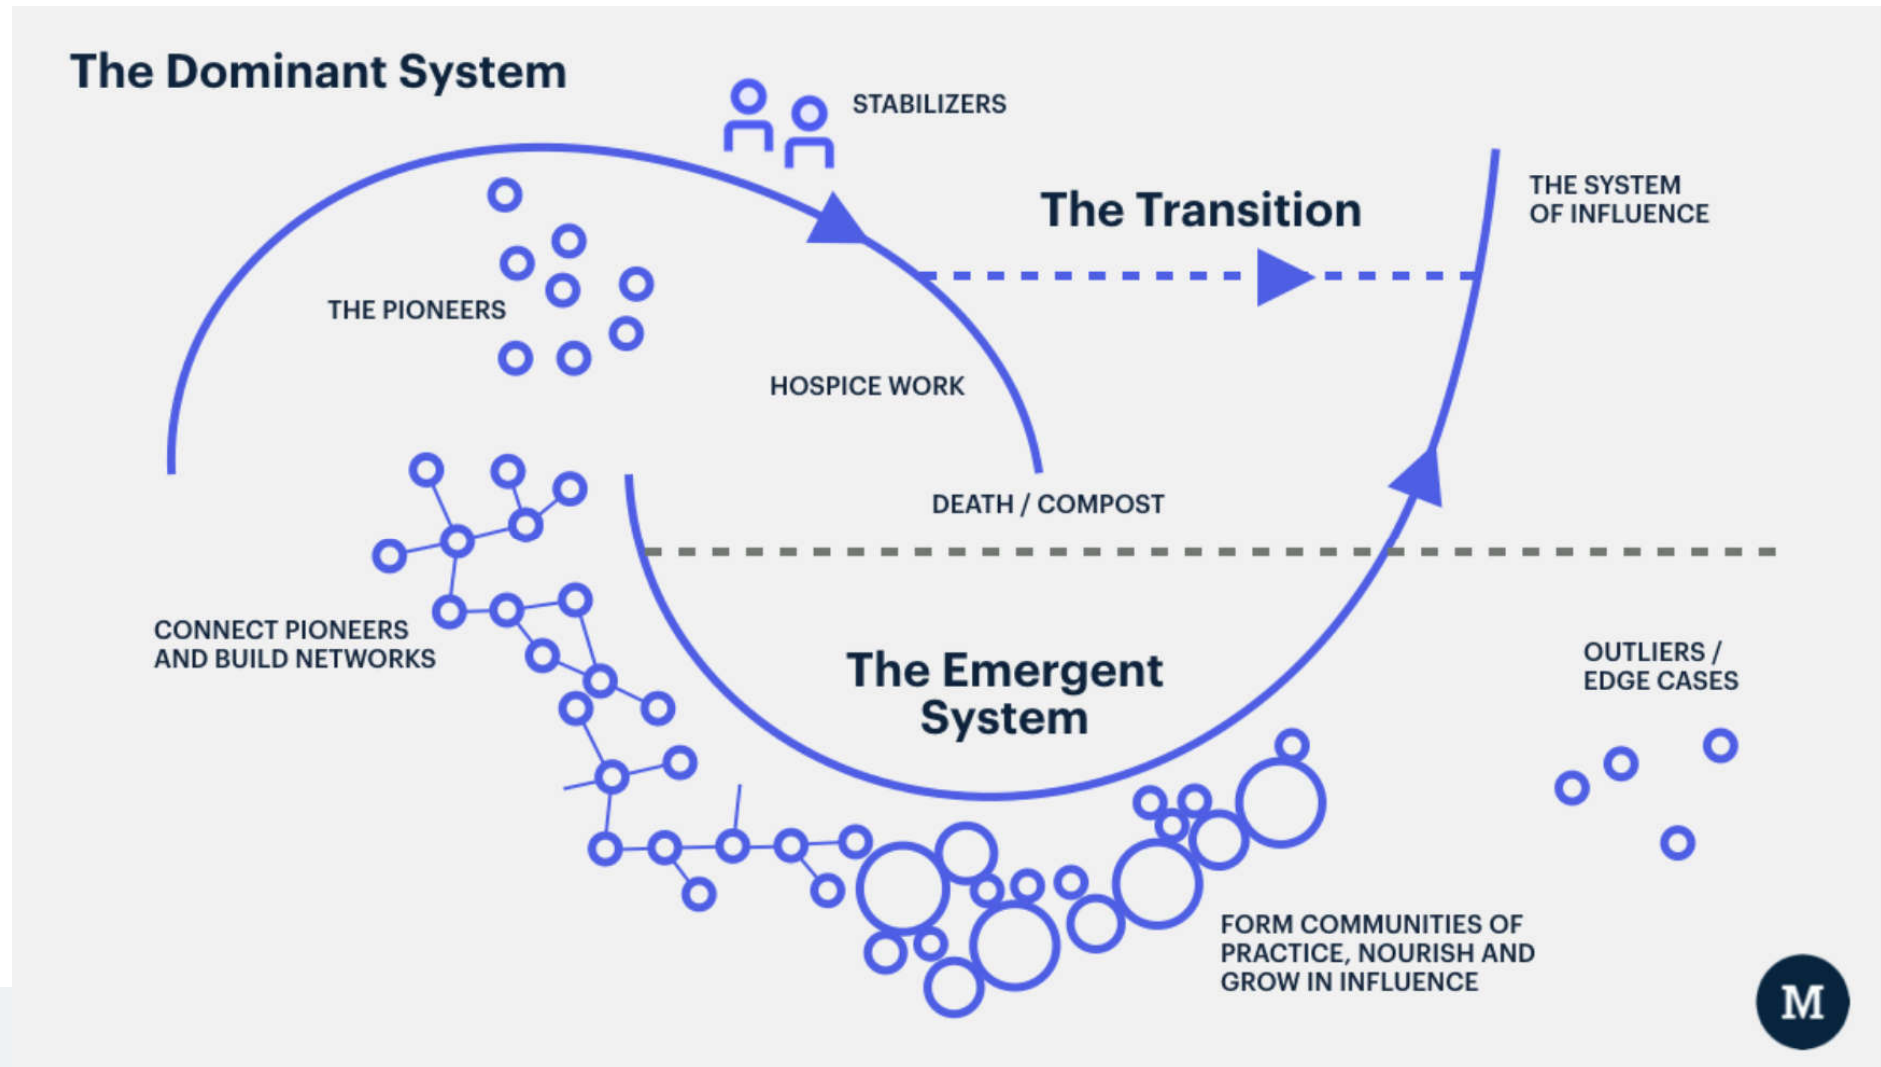 The Dominant System
STABILIZERS
The Transition
THE SYSTEM
OF INFLUENCE
THE PIONEERS
HOSPICE WORK
DEATH / COMPOST
CONNECT PIONEERS
AND BUILD NETWORKS
The Emergent
System
OUTLIERS /
EDGE CASES
FORM COMMUNITIES OF
PRACTICE, NOURISH AND
GROW IN INFLUENCE
M